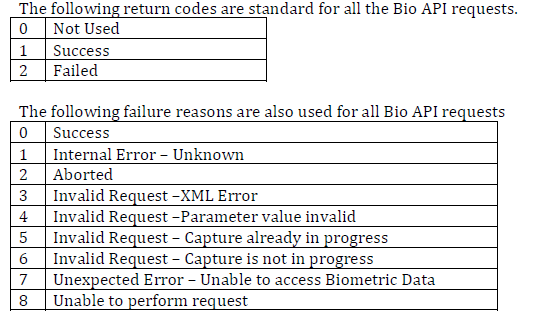 The following return codes are standard for all the Bio API requests.
0 Not Used
1 Success
2 Failed
The following failure reasons are also used for all Bio API requests
0 Success
1 Internal Error – Unknown
2 Aborted
3 Invalid Request –XML Error
4 Invalid Request –Parameter value invalid
5 Invalid Request – Capture already in progress
6 Invalid Request – Capture is not in progress
7 Unexpected Error – Unable to access Biometric Data
8 Unable to perform request